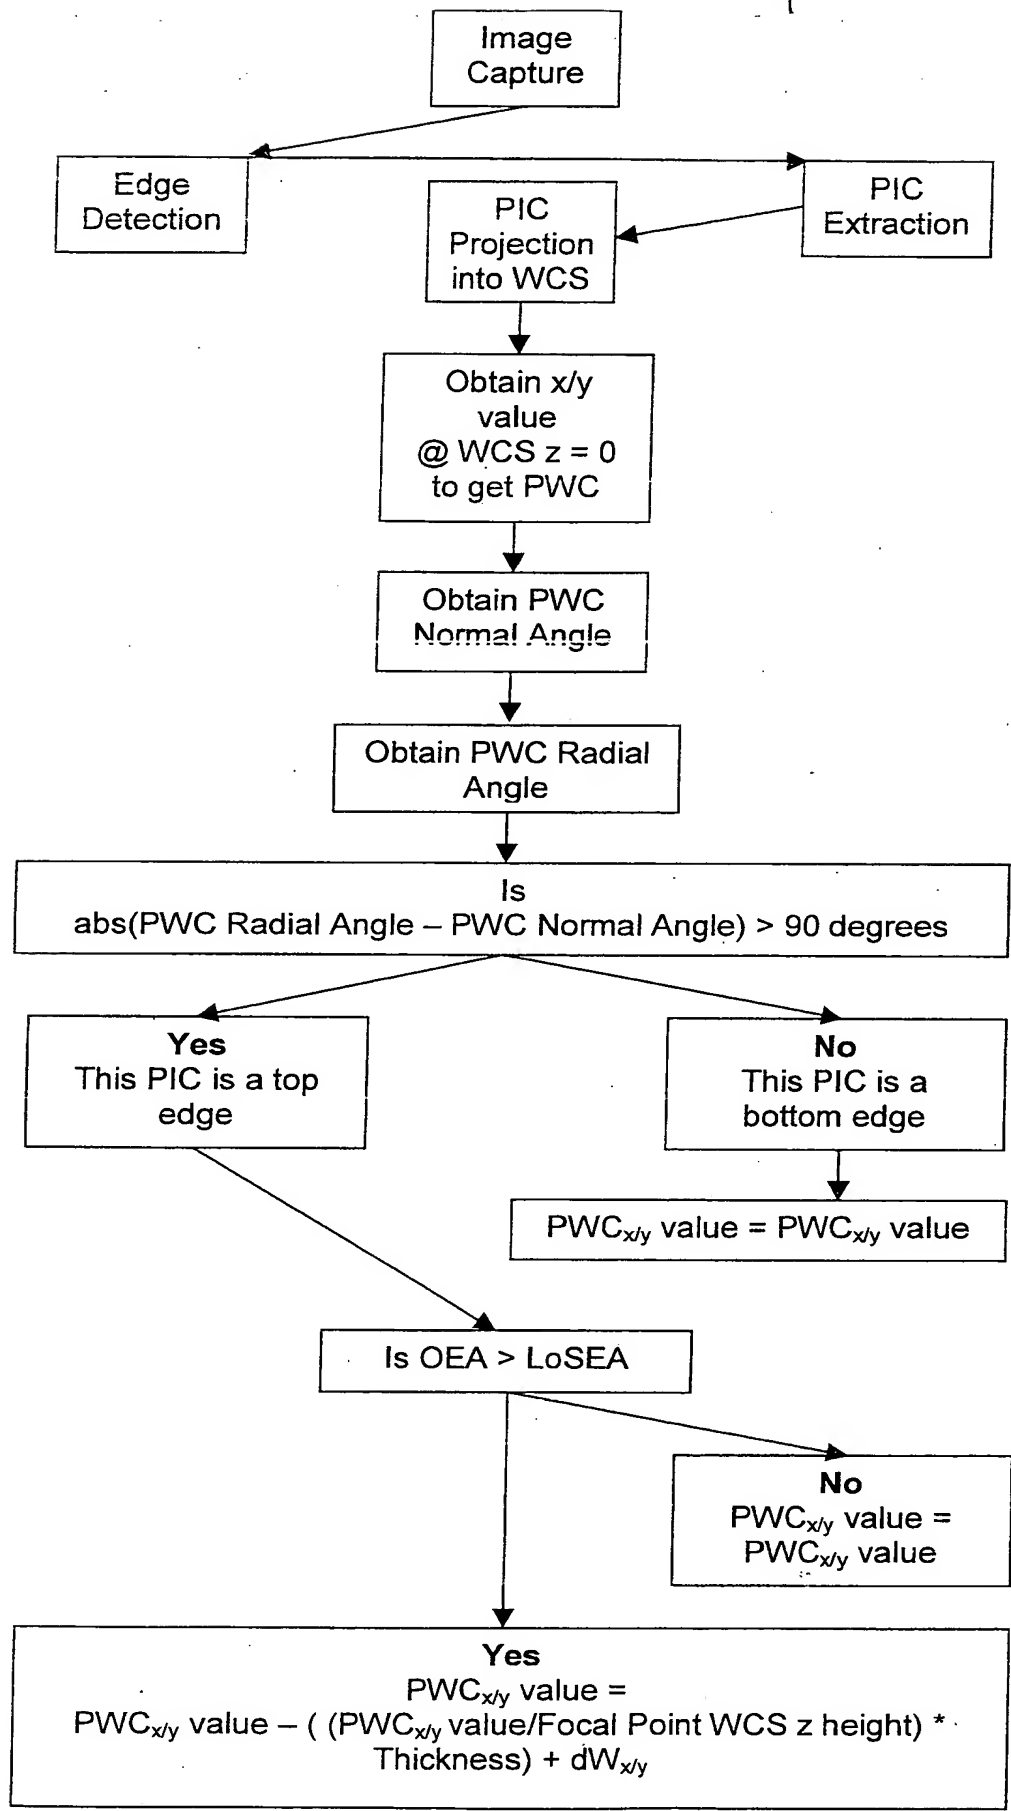 Image
Capture
Edge
Detection
PIC
Extraction
PIC
Projection
into WCS
Obtain x/y
value
@ WCS z = 0
to get PWC
Obtain PWC
Normal Angle
Obtain PWC Radial
Angle
Is
abs(PWC Radial Angle – PWC Normal Angle) > 90 degrees
Yes
This PIC is a top
edge
No
This PIC is a
bottom edge
PWCx/y value = PWCx/y value
Is OEA > LoSEA
No
PWCx/y value =
PWCx/y value
Yes
PWCx/y value =
PWCx/y value – ( (PWCx/y value/Focal Point WCS z height) *
Thickness) + dWx/y